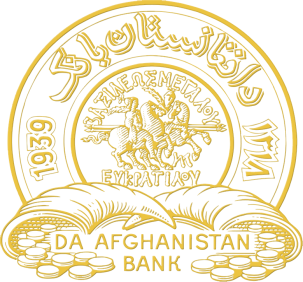 د افغانستان بانک
1939
۱۳۱۸
ΒΑΣΙΛΕΩΣ ΜΕΓΑΛΟΥ
ΕΥΚΡΑΤΙΔΟΥ
DA AFGHANISTAN
BANK